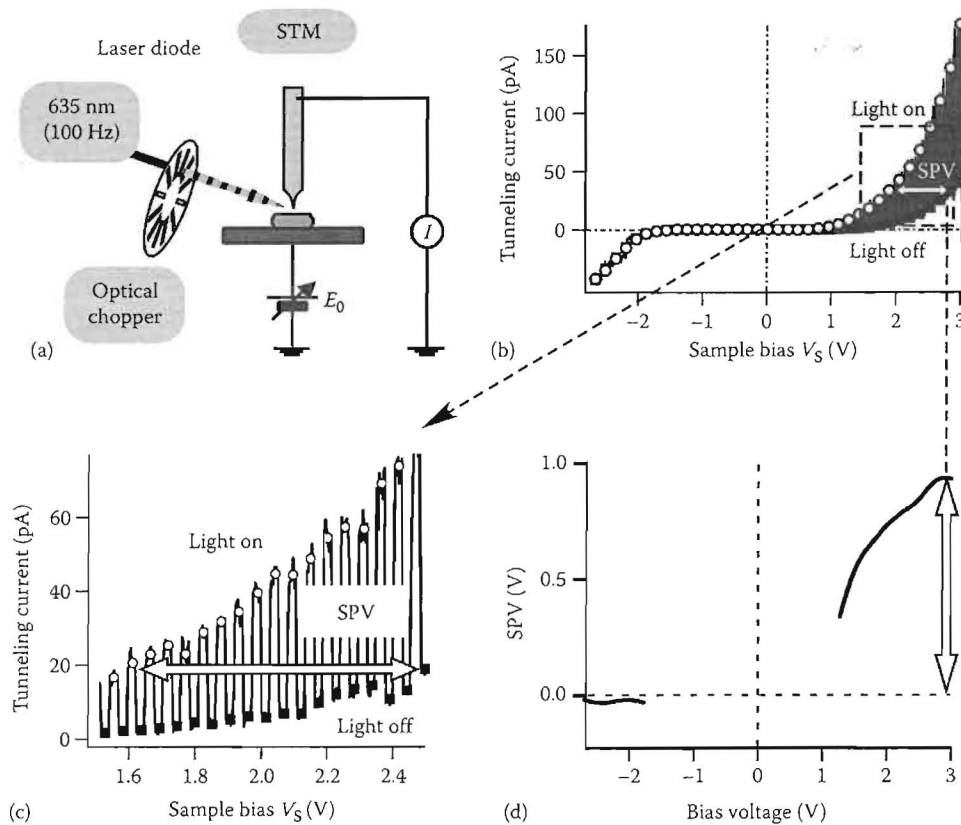 STM
Laser diode
635 nm
(100 Hz)
I
Optical
chopper
E0
(a)
150
100
50
0
Tunneling current (pA)
Light on
SPV
Light off
−2
−1
0
1
2
3
Sample bias VS (V)
(b)
60
40
20
0
Tunneling current (pA)
Light on
SPV
Light off
1.6
1.8
2.0
2.2
2.4
Sample bias VS (V)
(c)
1.0
0.5
0.0
SPV (V)
−2
−1
0
1
2
3
Bias voltage (V)
(d)